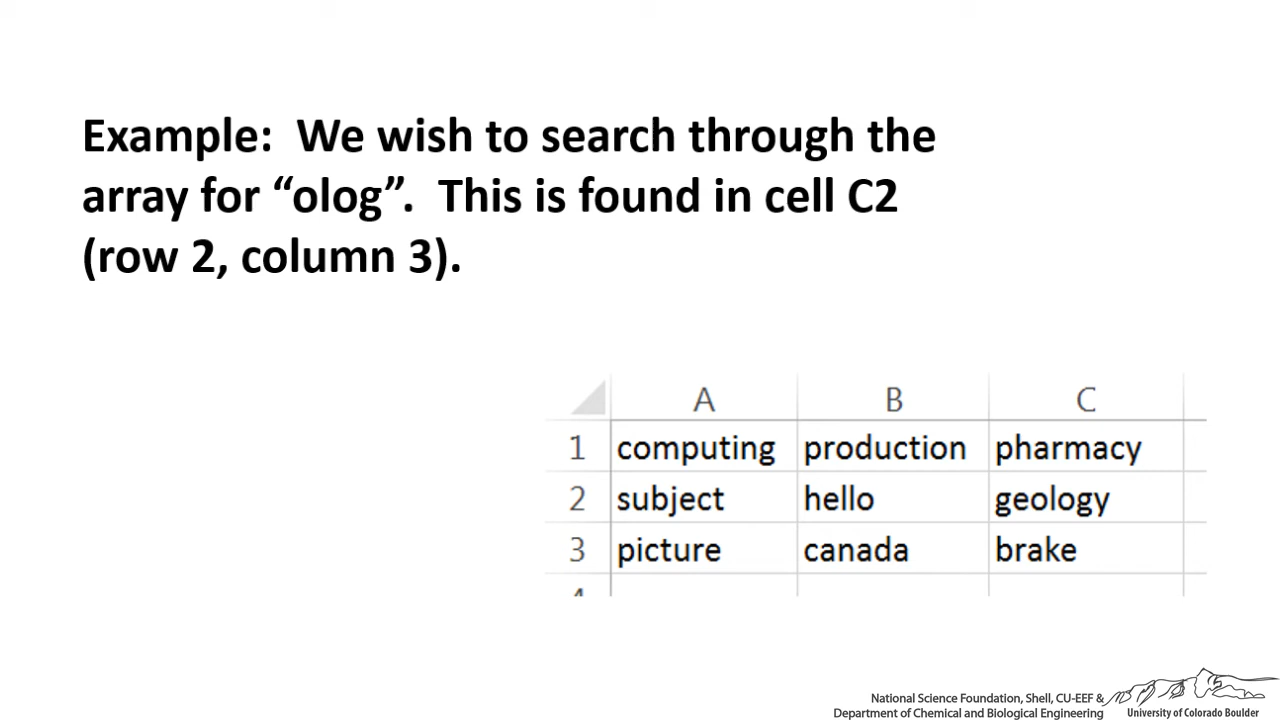 Example:  We wish to search through the
array for “olog”.  This is found in cell C2
(row 2, column 3).
A B C
1 computing production pharmacy
2 subject hello geology
3 picture canada brake
4
National Science Foundation, Shell, CU-EEF &
Department of Chemical and Biological Engineering
University of Colorado Boulder